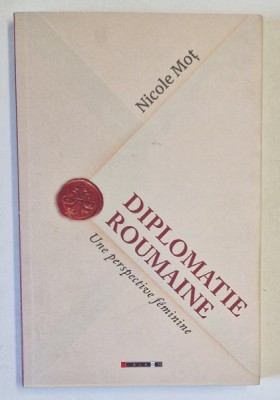 Nicole Moț
DIPLOMATIE
ROUMAINE
Une perspective féminine